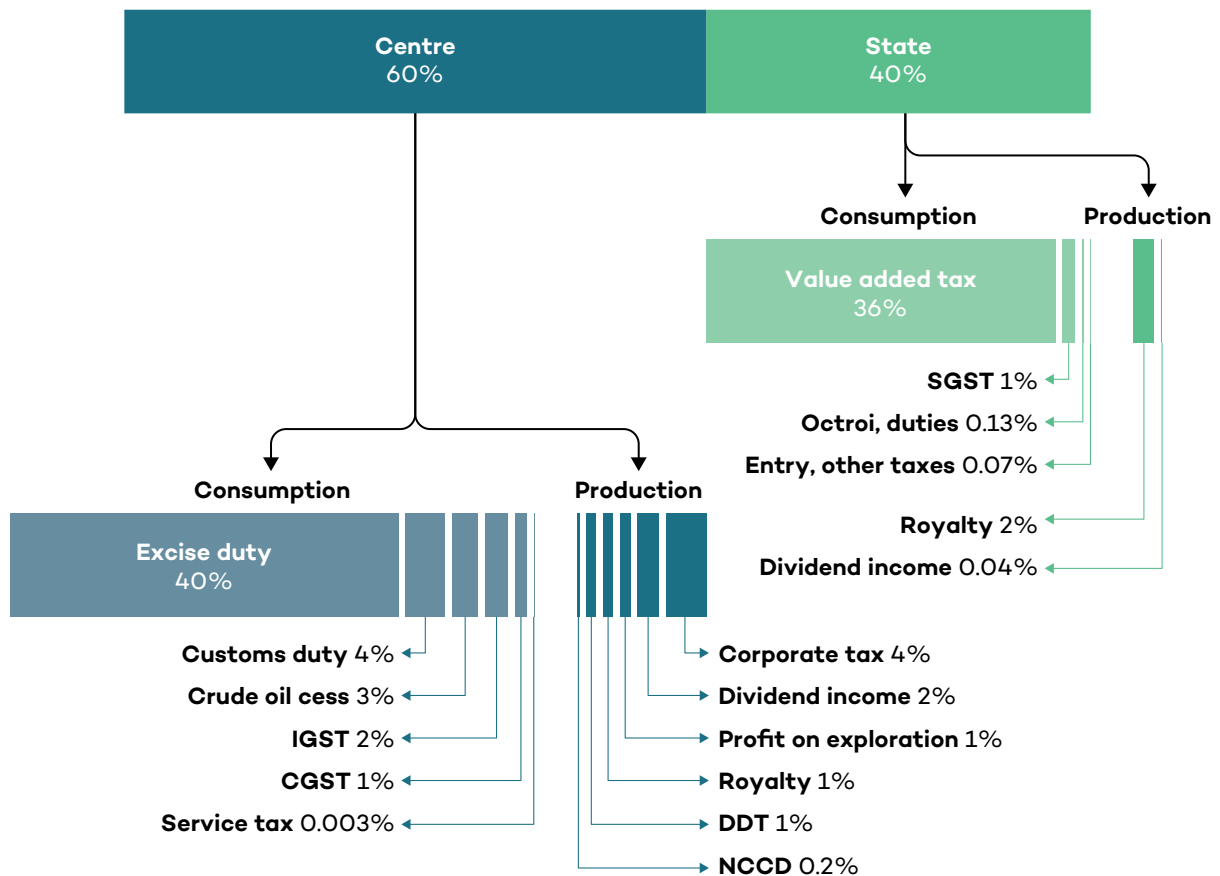 Centre
60%
State
40%
Consumption
Production
Value added tax
36%
SGST 1%
Octroi, duties 0.13%
Entry, other taxes 0.07%
Royalty 2%
Dividend income 0.04%
Consumption
Production
Excise duty
40%
Customs duty 4%
Crude oil cess 3%
IGST 2%
CGST 1%
Service tax 0.003%
Corporate tax 4%
Dividend income 2%
Profit on exploration 1%
Royalty 1%
DDT 1%
NCCD 0.2%